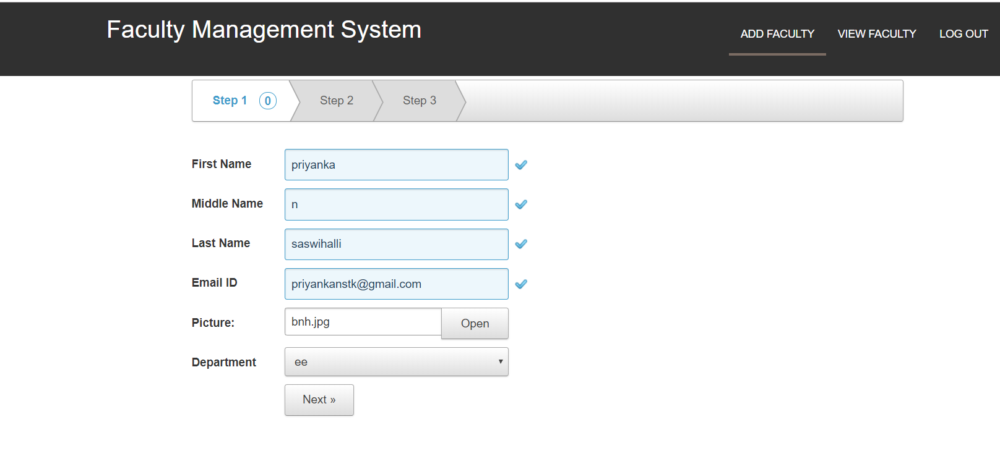 Faculty Management System
ADD FACULTY VIEW FACULTY LOG OUT
Step 1 0 Step 2 Step 3
First Name priyanka
Middle Name n
Last Name saswihalli
Email ID priyankanstk@gmail.com
Picture: bnh.jpg Open
Department ee
Next »